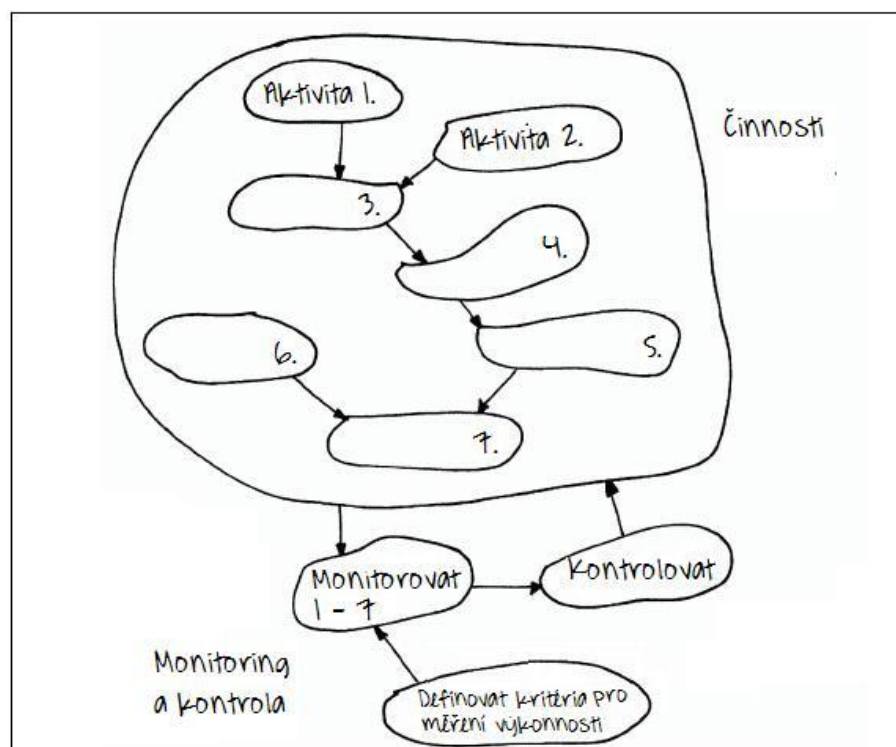 Aktivita 1.
Aktivita 2.
Činnosti
3.
4.
6.
5.
7.
Monitorovat
1 - 7
Kontrolovat
Monitoring
a kontrola
Definovat kritéria pro
měření výkonnosti